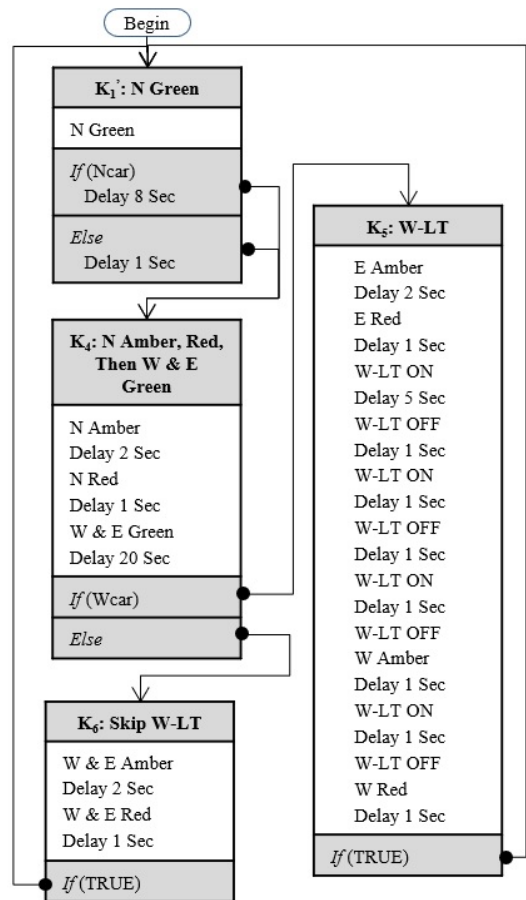 Begin
K₁’: N Green
N Green
If (Ncar)
Delay 8 Sec
Else
Delay 1 Sec
K₄: N Amber, Red,
Then W & E
Green
N Amber
Delay 2 Sec
N Red
Delay 1 Sec
W & E Green
Delay 20 Sec
If (Wcar)
Else
K₆: Skip W-LT
W & E Amber
Delay 2 Sec
W & E Red
Delay 1 Sec
If (TRUE)
K₅: W-LT
E Amber
Delay 2 Sec
E Red
Delay 1 Sec
W-LT ON
Delay 5 Sec
W-LT OFF
Delay 1 Sec
W-LT ON
Delay 1 Sec
W-LT OFF
Delay 1 Sec
W-LT ON
Delay 1 Sec
W-LT OFF
W Amber
Delay 1 Sec
W-LT ON
Delay 1 Sec
W-LT OFF
W Red
Delay 1 Sec
If (TRUE)